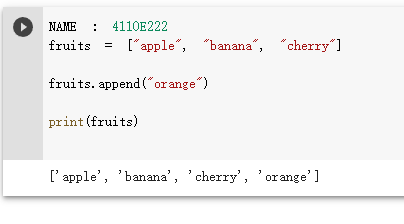 NAME : 4110E222
fruits = ["apple", "banana", "cherry"]
fruits.append("orange")
print(fruits)
['apple', 'banana', 'cherry', 'orange']